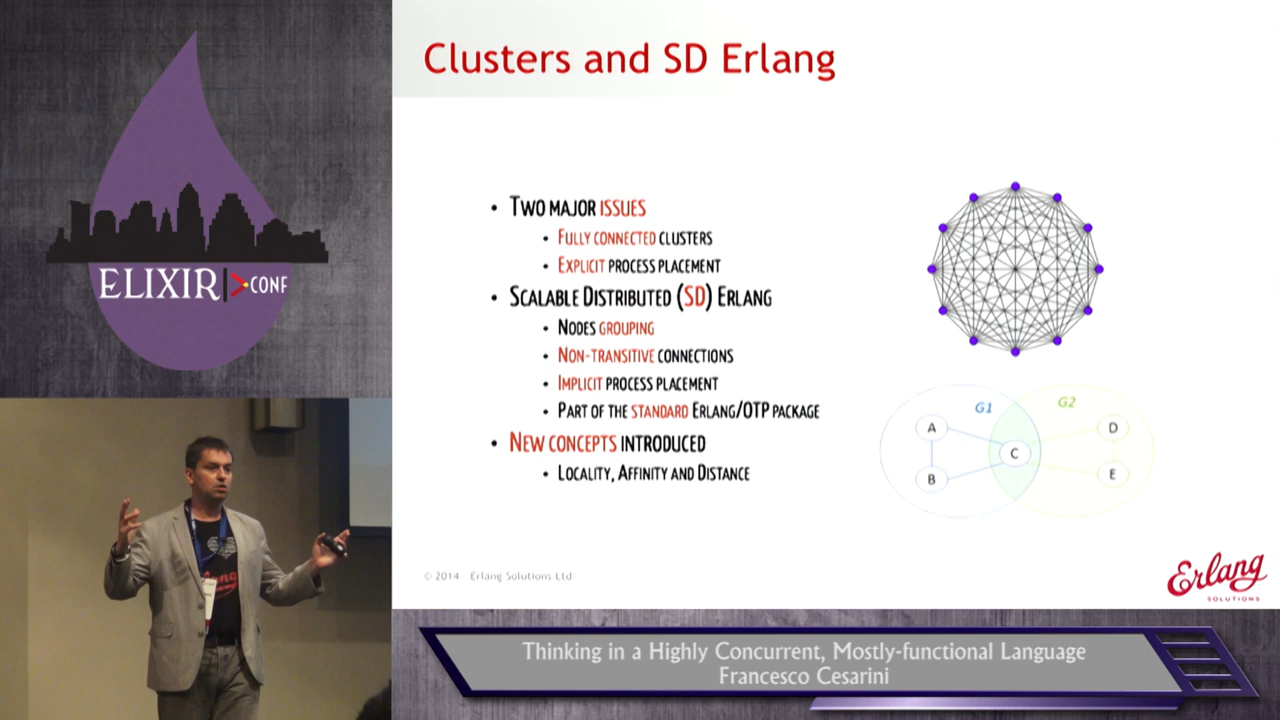 ELIXIR CONF
Clusters and SD Erlang
• TWO MAJOR ISSUES
• FULLY CONNECTED CLUSTERS
• EXPLICIT PROCESS PLACEMENT
• SCALABLE DISTRIBUTED (SD) ERLANG
• NODES GROUPING
• NON-TRANSITIVE CONNECTIONS
• IMPLICIT PROCESS PLACEMENT
• PART OF THE STANDARD ERLANG/OTP PACKAGE
• NEW CONCEPTS INTRODUCED
• LOCALITY, AFFINITY AND DISTANCE
G1
G2
A
B
C
D
E
© 2014 Erlang Solutions Ltd
Erlang
SOLUTIONS
Thinking in a Highly Concurrent, Mostly-functional Language
Francesco Cesarini